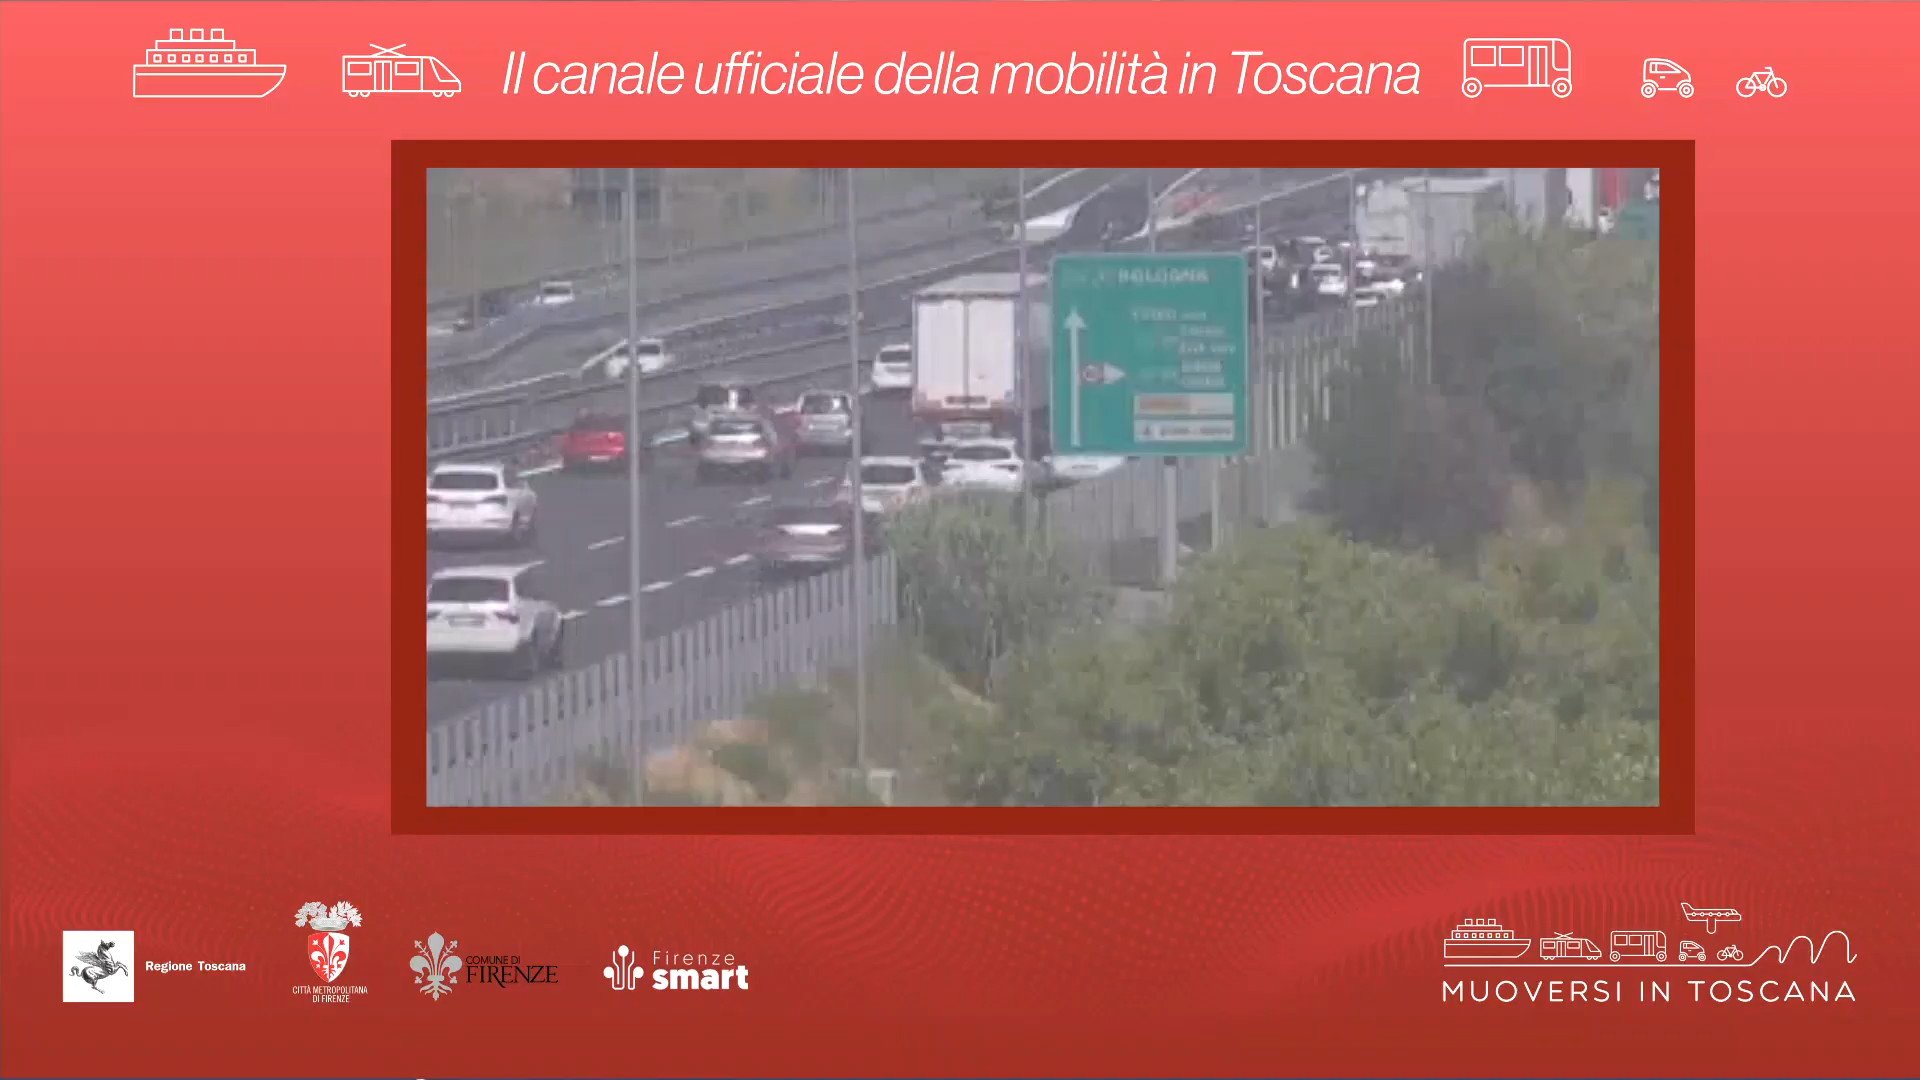 Il canale ufficiale della mobilità in Toscana
BOLOGNA
Regione Toscana
CITTÀ METROPOLITANA
DI FIRENZE
COMUNE DI
FIRENZE
Firenze
smart
MUOVERSI IN TOSCANA